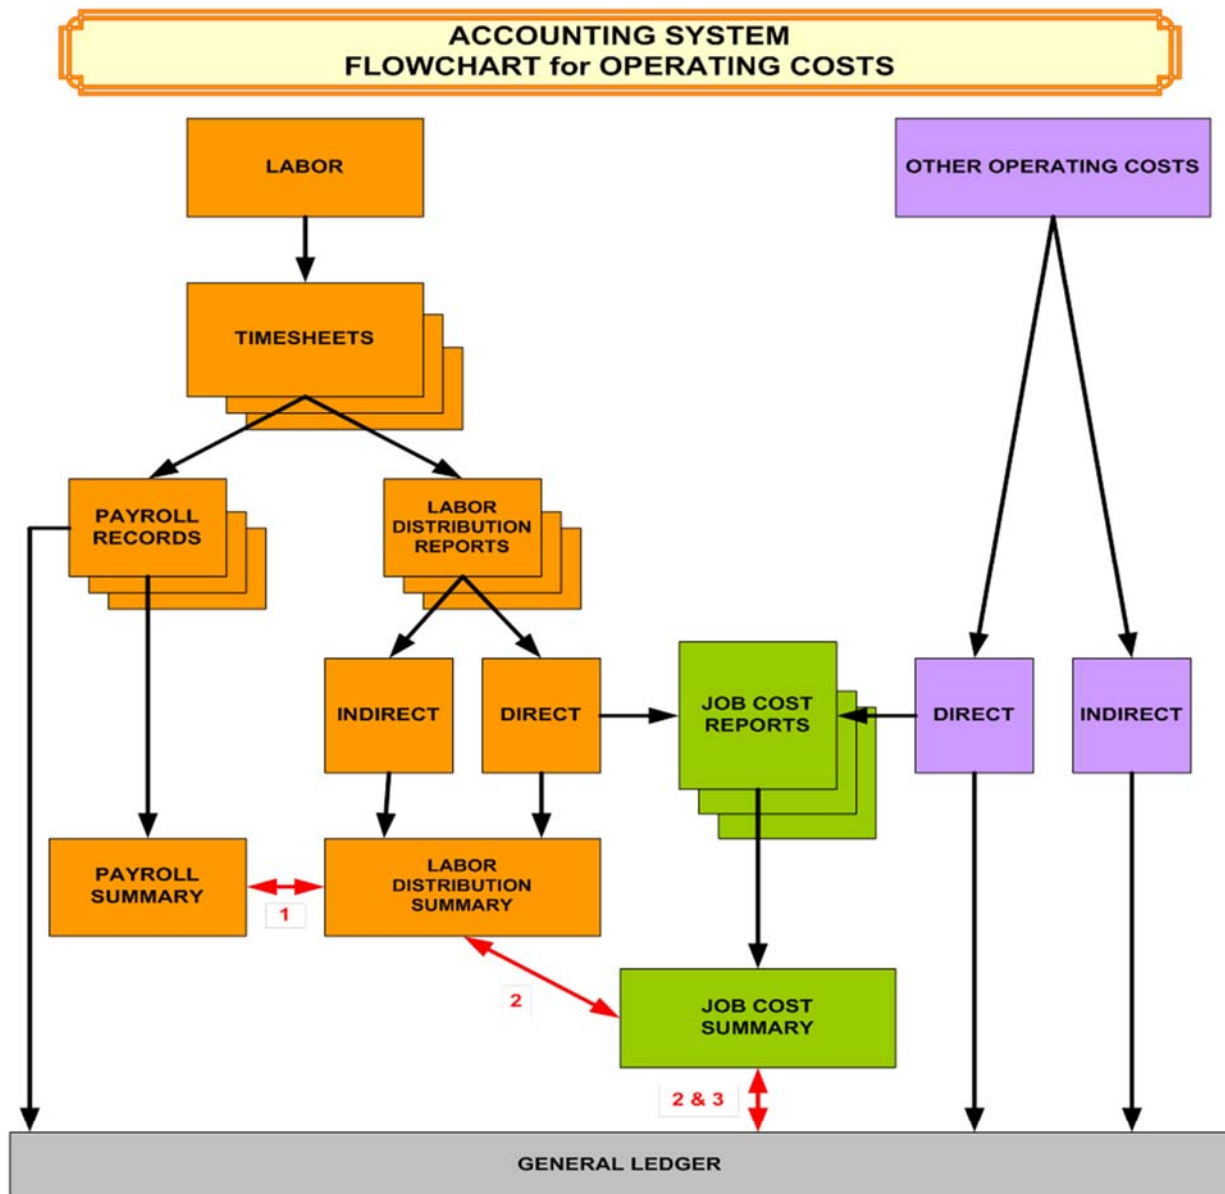 ACCOUNTING SYSTEM
FLOWCHART for OPERATING COSTS
LABOR
OTHER OPERATING COSTS
TIMESHEETS
PAYROLL
RECORDS
LABOR
DISTRIBUTION
REPORTS
INDIRECT
DIRECT
JOB COST
REPORTS
DIRECT
INDIRECT
PAYROLL
SUMMARY
1
LABOR
DISTRIBUTION
SUMMARY
2
JOB COST
SUMMARY
2 & 3
GENERAL LEDGER